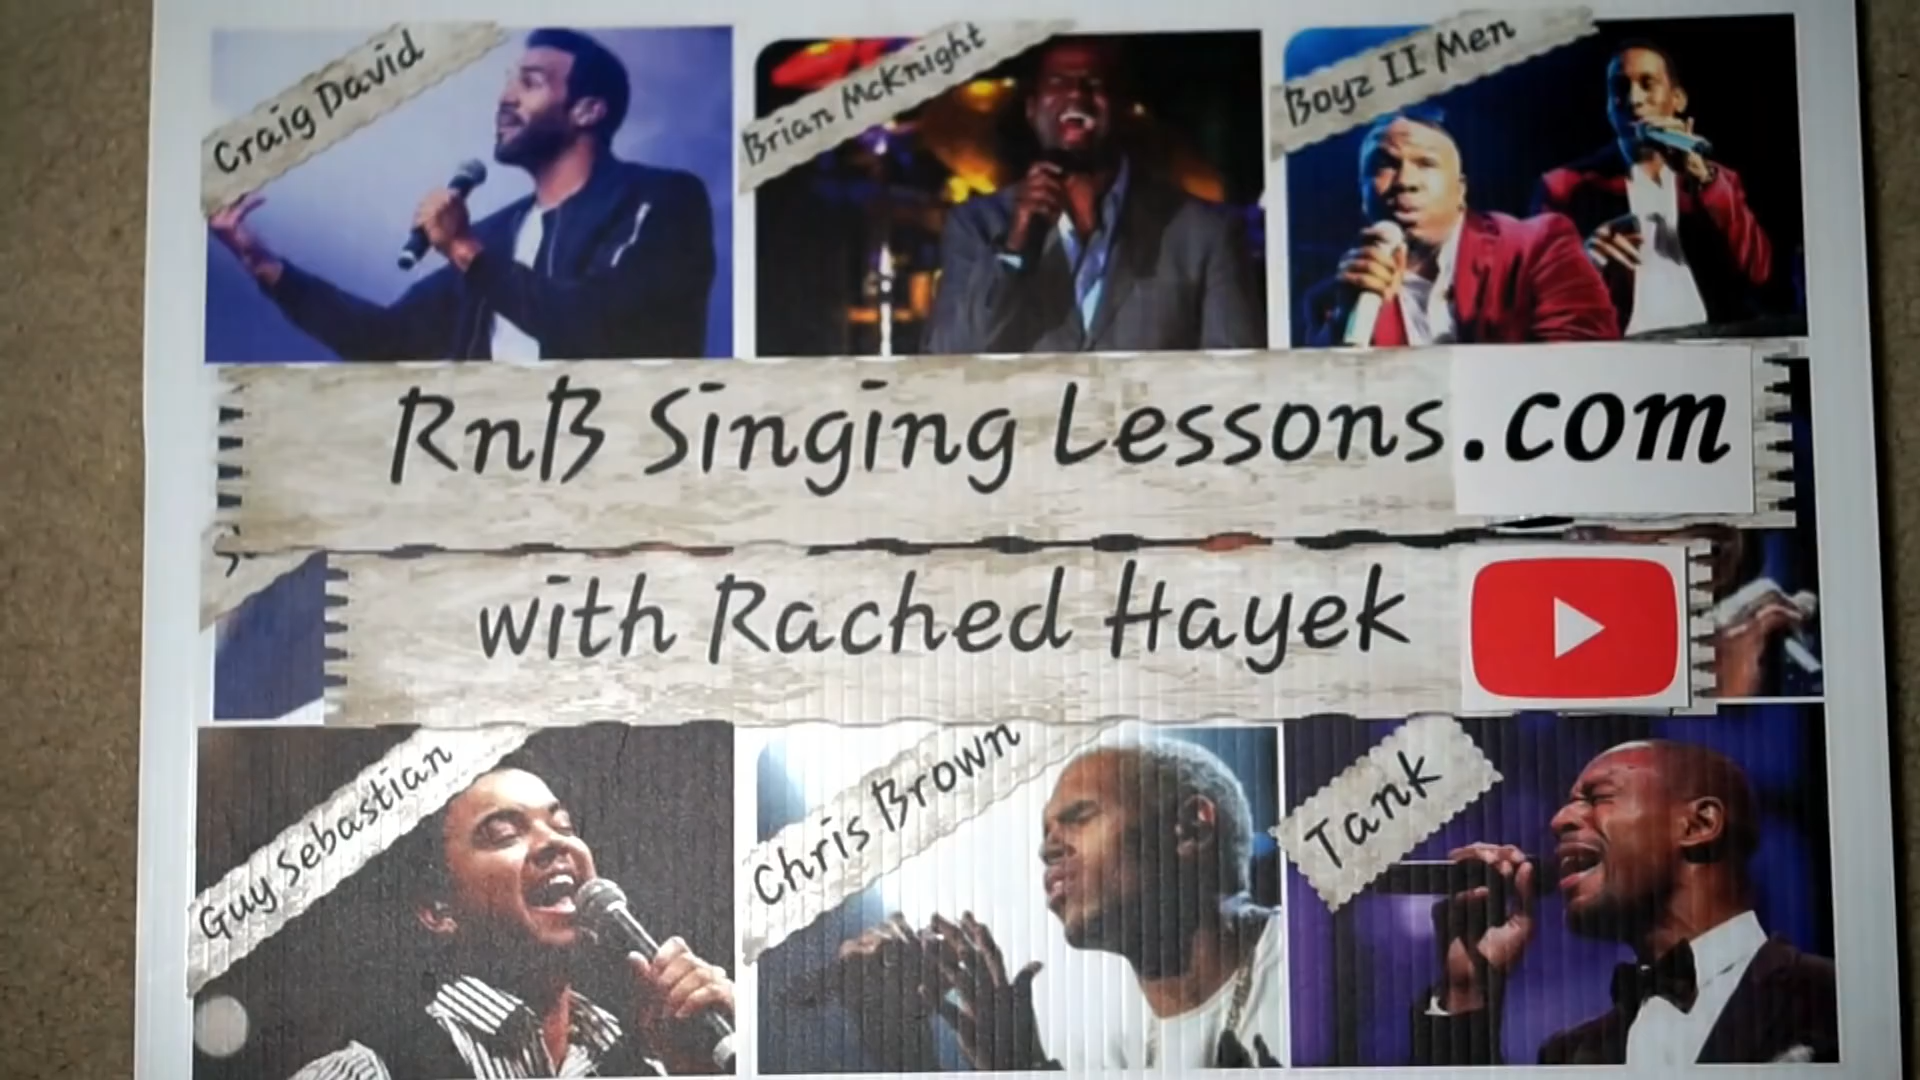 Craig David
Brian McKnight
Boyz II Men
RnB Singing Lessons.com
with Rached Hayek
Guy Sebastian
Chris Brown
Tank